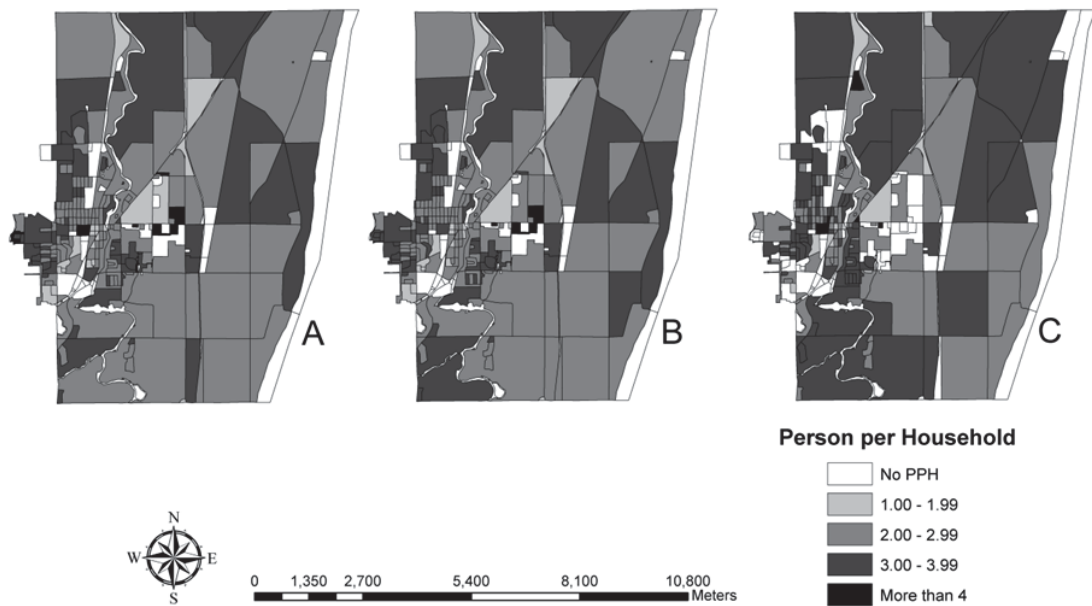 A
B
C
Person per Household
No PPH
1.00 - 1.99
2.00 - 2.99
3.00 - 3.99
More than 4
N
W E
S
0 1,350 2,700 5,400 8,100 10,800
Meters